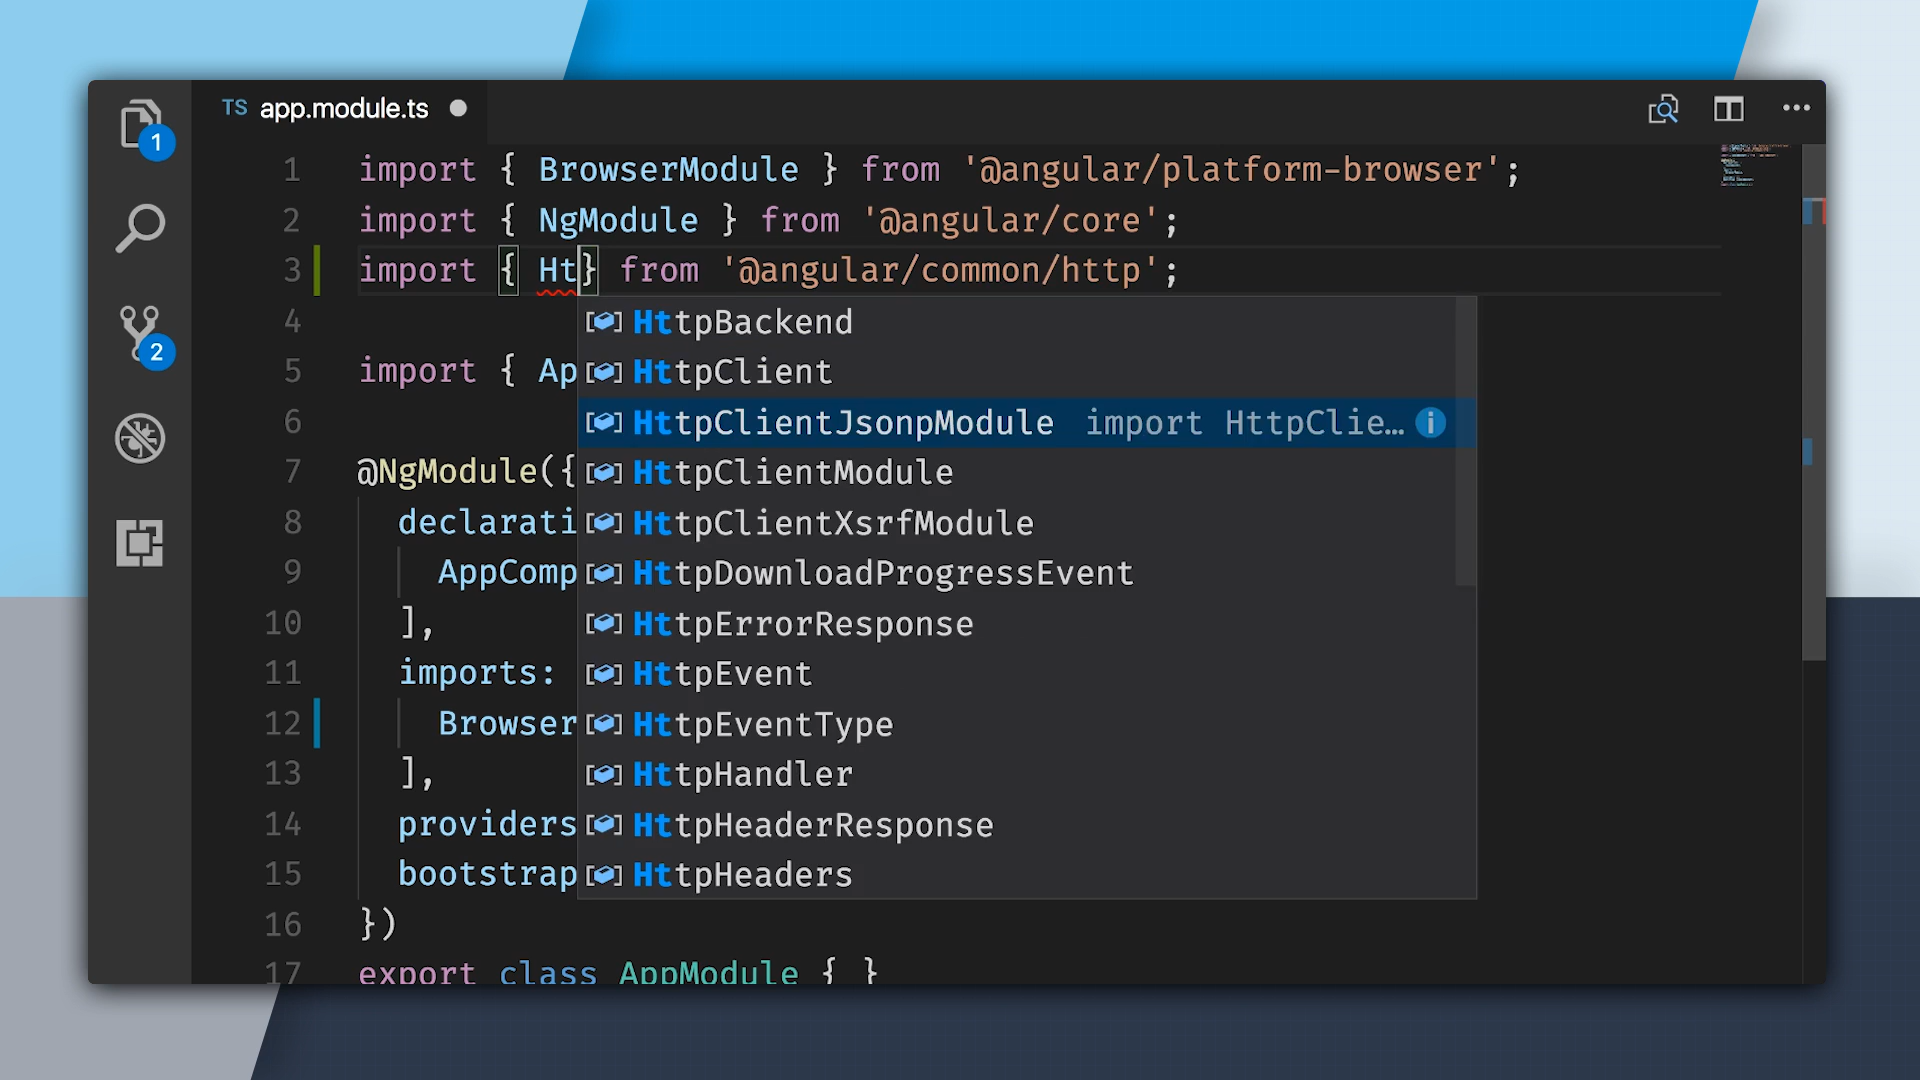 TS app.module.ts
1
2
1 import { BrowserModule } from '@angular/platform-browser';
2 import { NgModule } from '@angular/core';
3 import { Ht} from '@angular/common/http';
4
5 import { Ap
6
7 @NgModule({
8 declarati
9 AppComp
10 ],
11 imports:
12 Browser
13 ],
14 providers
15 bootstrap
16 })
17 export class AppModule { }
HttpBackend
HttpClient
HttpClientJsonpModule import HttpClie…
HttpClientModule
HttpClientXsrfModule
HttpDownloadProgressEvent
HttpErrorResponse
HttpEvent
HttpEventType
HttpHandler
HttpHeaderResponse
HttpHeaders